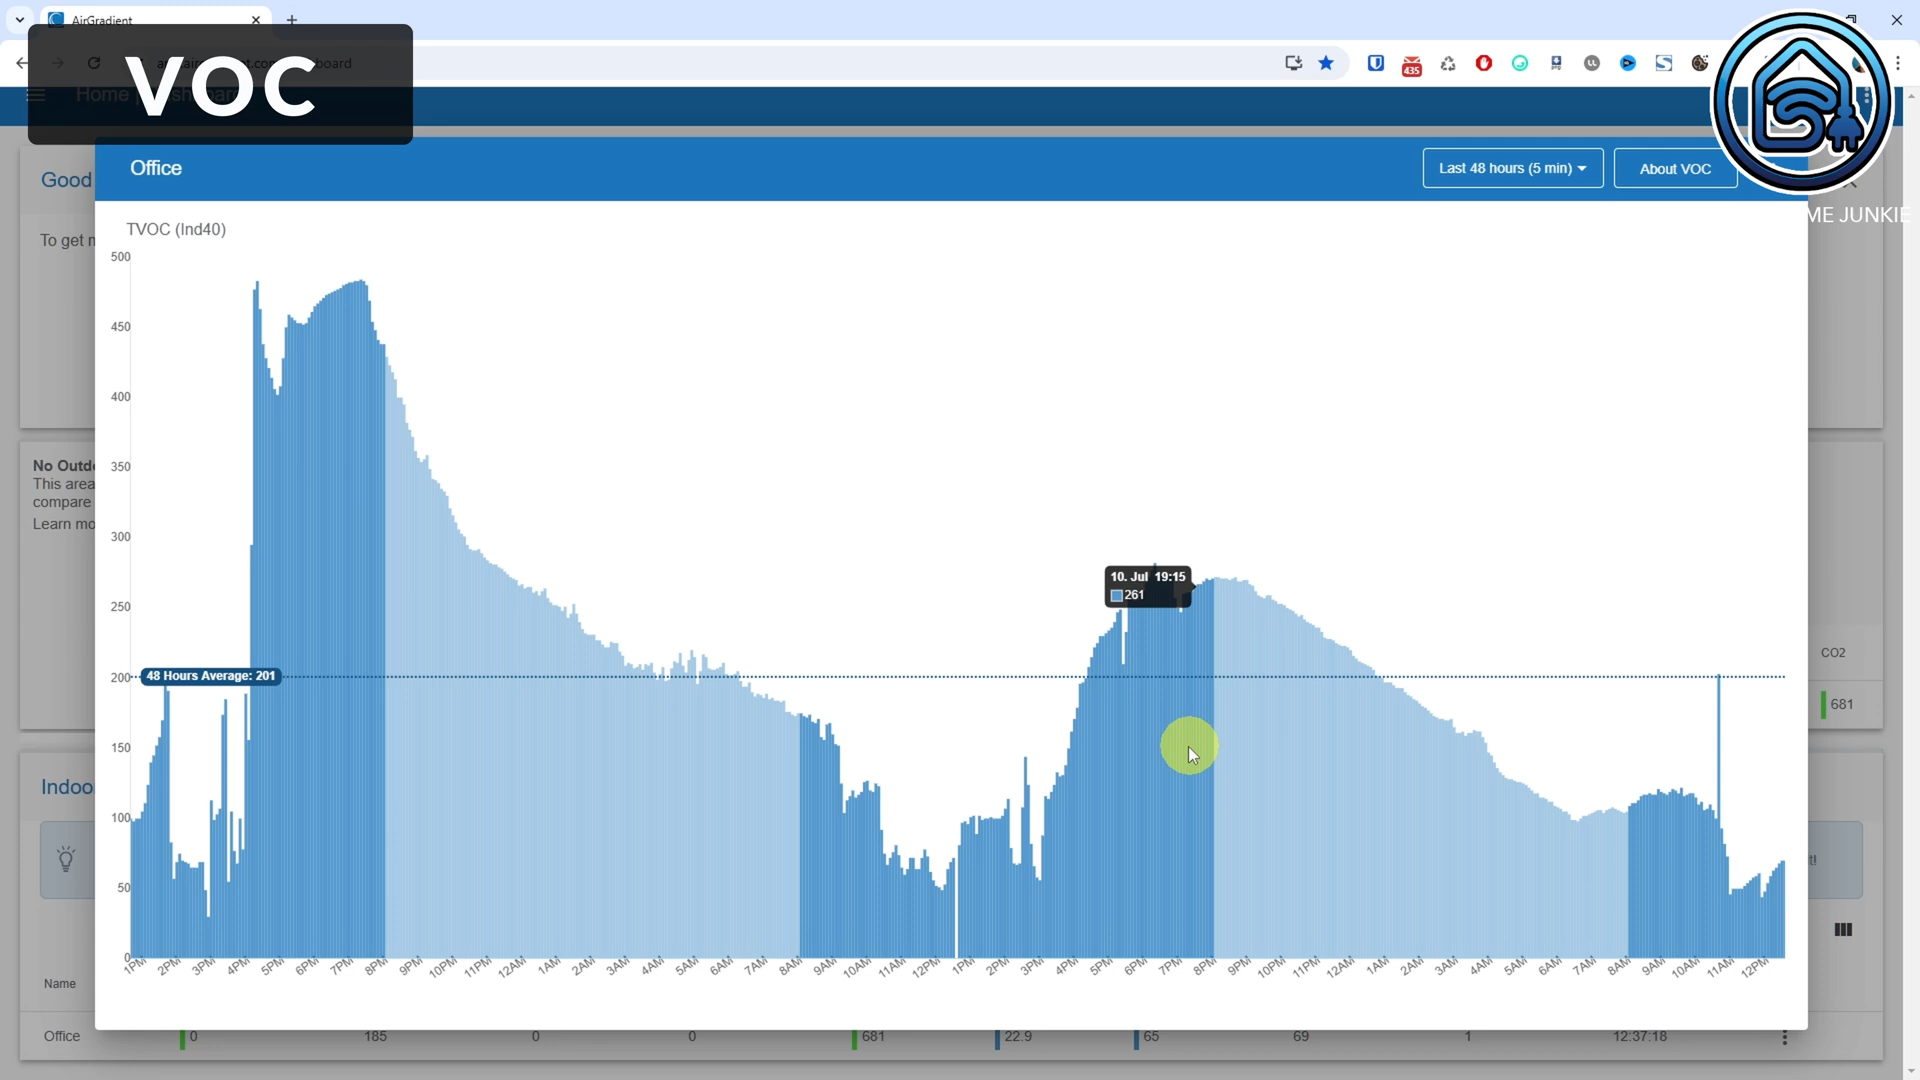 AirGradient
VOC
Home
Good
Office
Last 48 hours (5 min)
About VOC
435
ME JUNKIE
To get
TVOC (Ind40)
500
450
400
350
300
250
200
150
100
50
0
48 Hours Average: 201
10. Jul 19:15
261
1PM 2PM 3PM 4PM 5PM 6PM 7PM 8PM 9PM 10PM 11PM 12AM 1AM 2AM 3AM 4AM 5AM 6AM 7AM 8AM 9AM 10AM 11AM 12PM 1PM 2PM 3PM 4PM 5PM 6PM 7PM 8PM 9PM 10PM 11PM 12AM 1AM 2AM 3AM 4AM 5AM 6AM 7AM 8AM 9AM 10AM 11AM 12PM
No Outd
This area
compare
Learn mo
CO2
681
Indoo
Name
Office 0 185 0 0 681 22.9 65 69 1 12:37:18